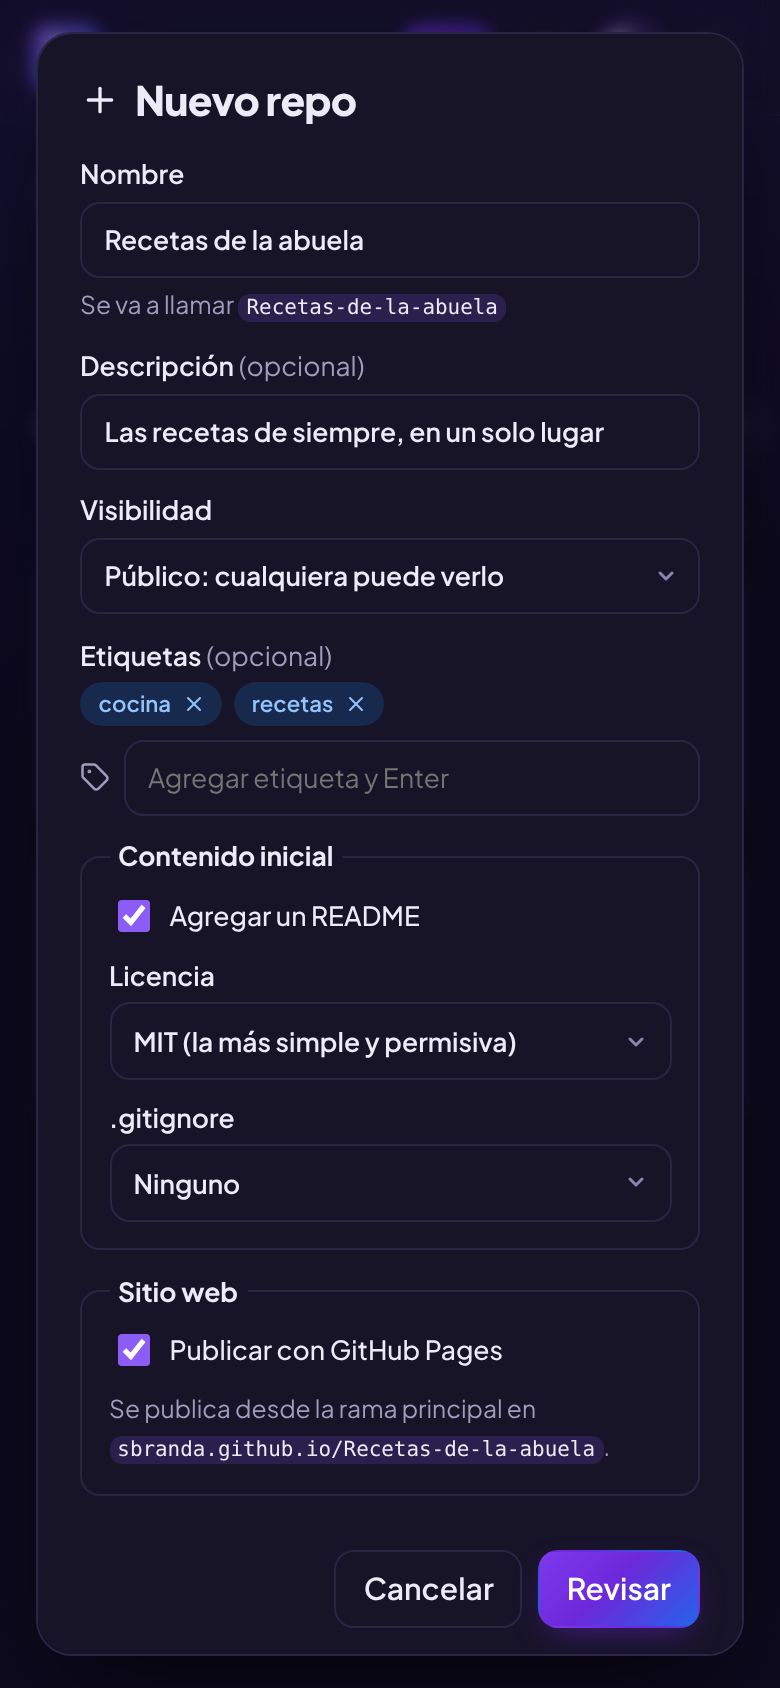 Nuevo repo
Nombre
Recetas de la abuela
Se va a llamar Recetas-de-la-abuela
Descripción (opcional)
Las recetas de siempre, en un solo lugar
Visibilidad
Público: cualquiera puede verlo
Etiquetas (opcional)
cocina
recetas
Agregar etiqueta y Enter
Contenido inicial
Agregar un README
Licencia
MIT (la más simple y permisiva)
.gitignore
Ninguno
Sitio web
Publicar con GitHub Pages
Se publica desde la rama principal en
sbranda.github.io/Recetas-de-la-abuela.
Cancelar
Revisar